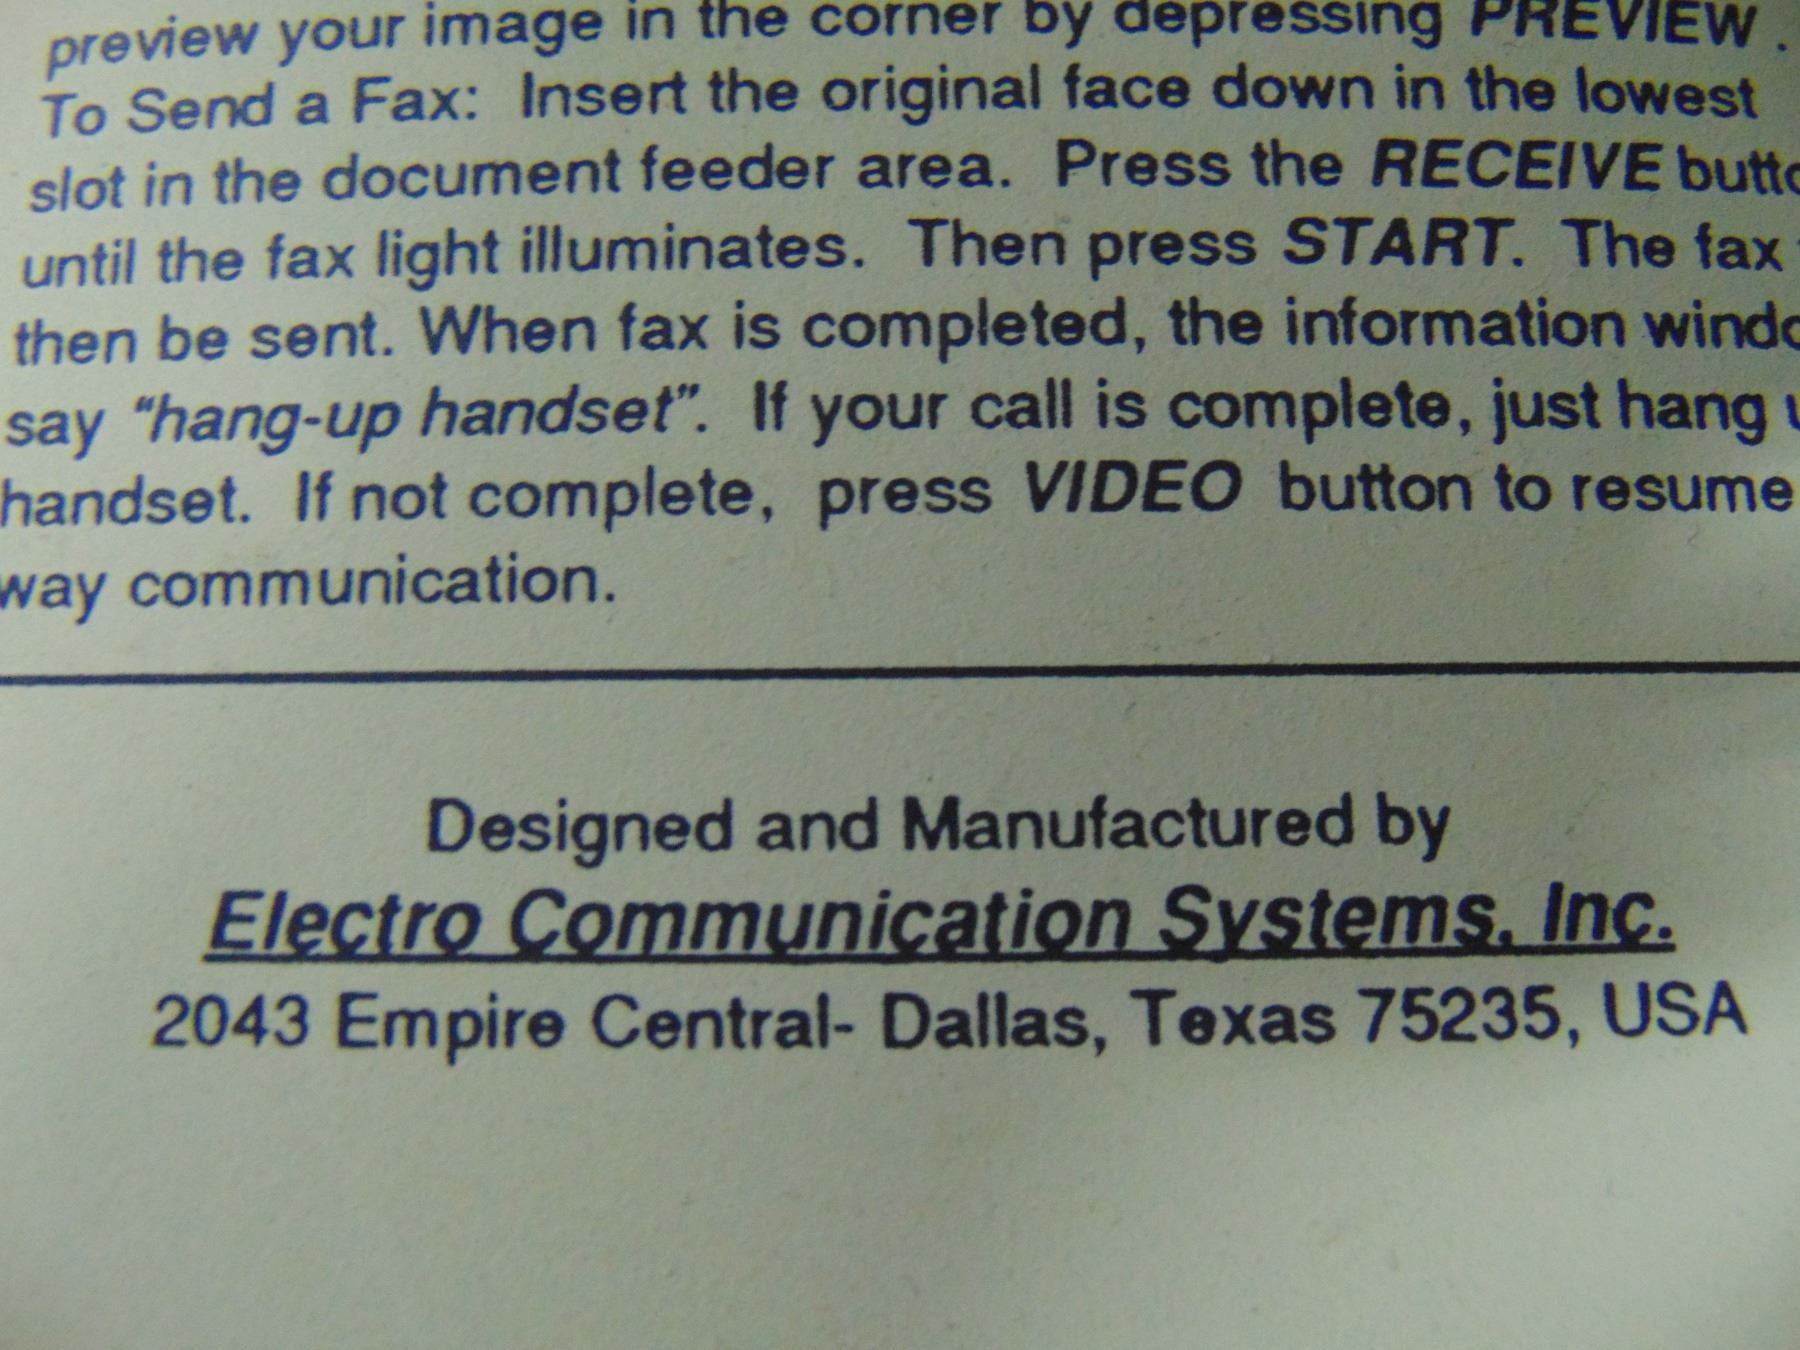 preview your image in the corner by depressing PREVIEW .
To Send a Fax: Insert the original face down in the lowest
slot in the document feeder area. Press the RECEIVE butto
until the fax light illuminates. Then press START. The fax
then be sent. When fax is completed, the information windo
say “hang-up handset”. If your call is complete, just hang u
handset. If not complete, press VIDEO button to resume
way communication.
Designed and Manufactured by
Electro Communication Systems, Inc.
2043 Empire Central- Dallas, Texas 75235, USA